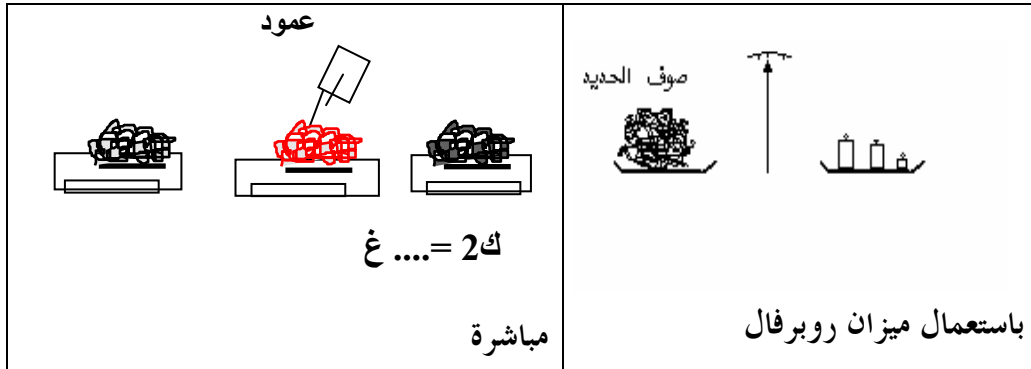 صوف الحديد
باستعمال ميزان روبرفال
عمود
ك2 =.... غ
مباشرة